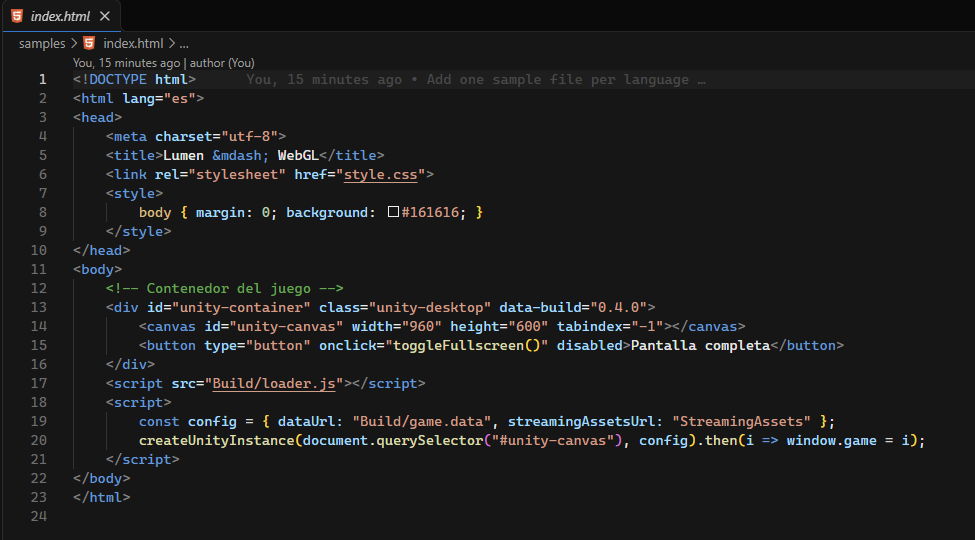 index.html
samples > index.html > ...
You, 15 minutes ago | author (You)
1 <!DOCTYPE html> You, 15 minutes ago • Add one sample file per language …
2 <html lang="es">
3 <head>
4     <meta charset="utf-8">
5     <title>Lumen &mdash; WebGL</title>
6     <link rel="stylesheet" href="style.css">
7     <style>
8         body { margin: 0; background: #161616; }
9     </style>
10 </head>
11 <body>
12     <!-- Contenedor del juego -->
13     <div id="unity-container" class="unity-desktop" data-build="0.4.0">
14         <canvas id="unity-canvas" width="960" height="600" tabindex="-1"></canvas>
15         <button type="button" onclick="toggleFullscreen()" disabled>Pantalla completa</button>
16     </div>
17     <script src="Build/loader.js"></script>
18     <script>
19         const config = { dataUrl: "Build/game.data", streamingAssetsUrl: "StreamingAssets" };
20         createUnityInstance(document.querySelector("#unity-canvas"), config).then(i => window.game = i);
21     </script>
22 </body>
23 </html>
24